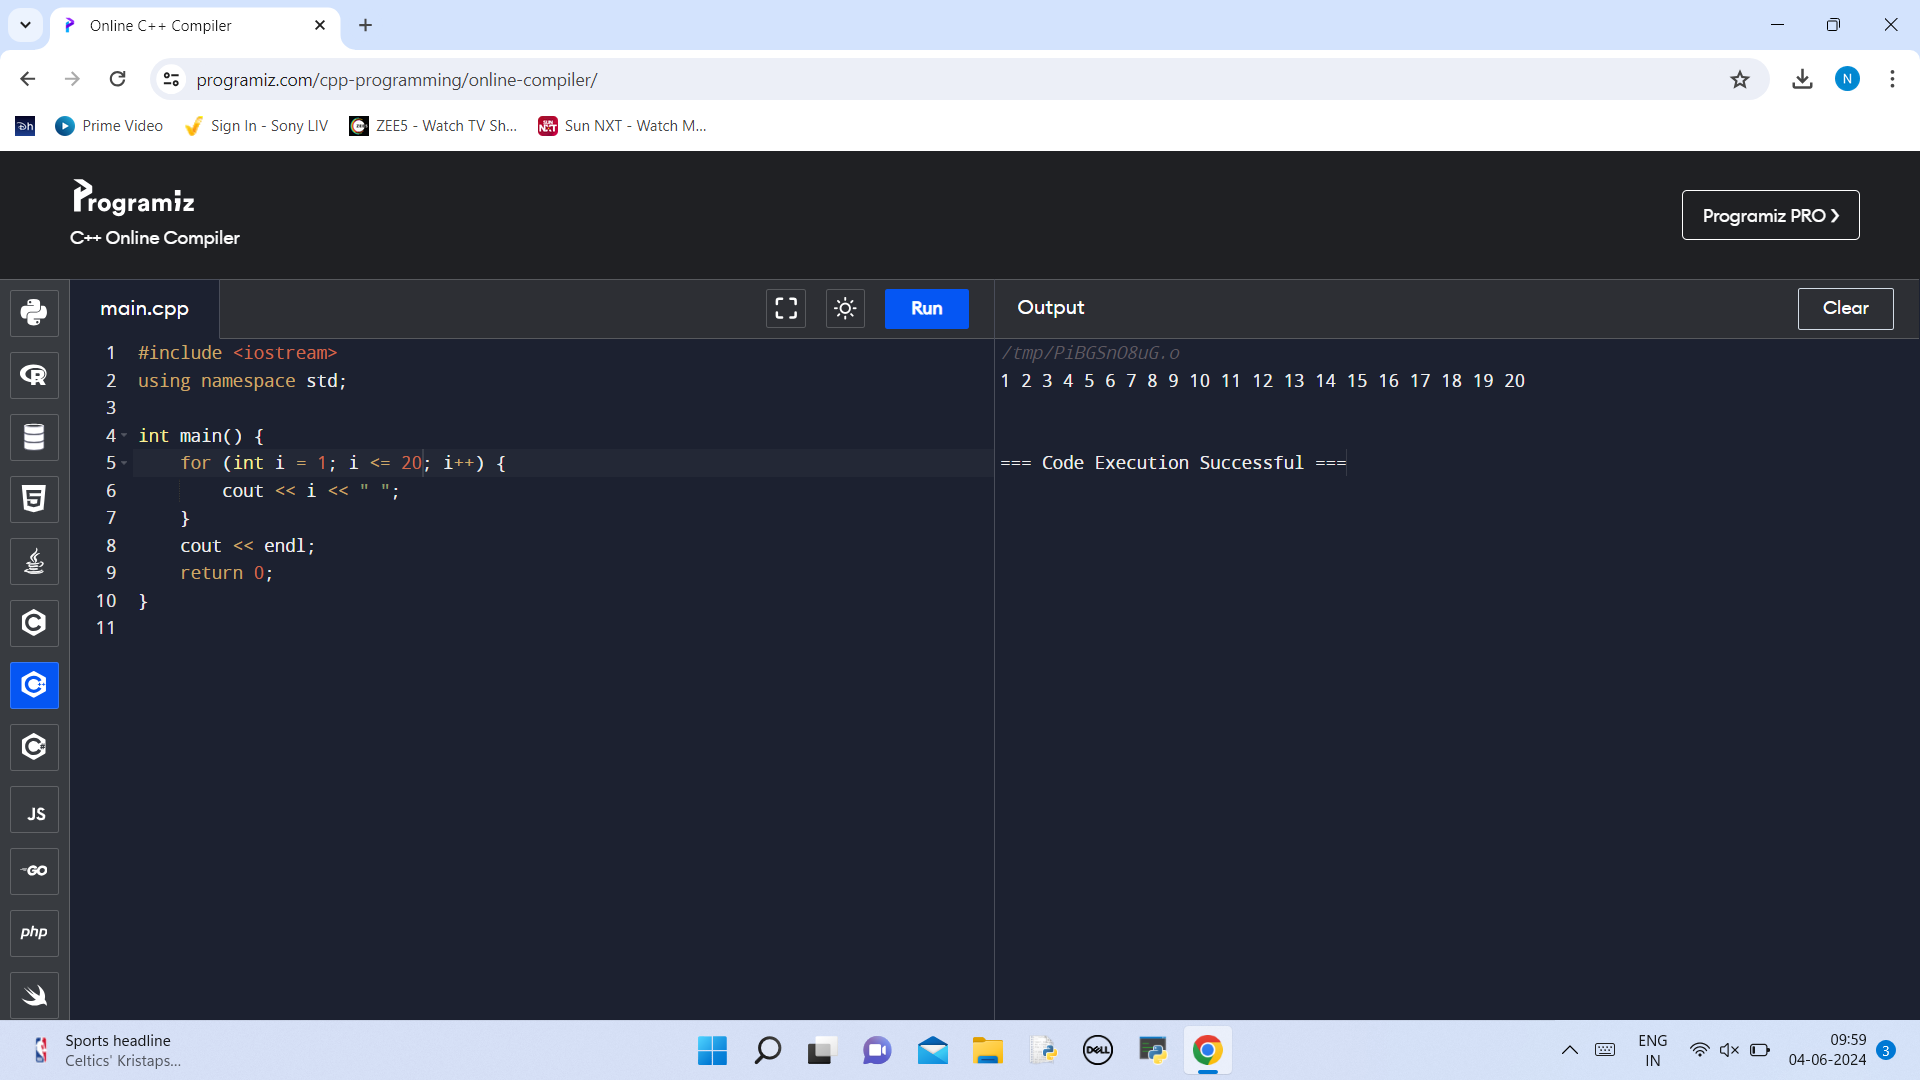 Online C++ Compiler
programiz.com/cpp-programming/online-compiler/
N
Dh Prime Video Sign In - Sony LIV ZEE5 - Watch TV Sh... SUN NXT Sun NXT - Watch M...
Programiz
C++ Online Compiler
Programiz PRO ❯
main.cpp
Run
Output
Clear
1 #include <iostream>
2 using namespace std;
3
4 int main() {
5     for (int i = 1; i <= 20; i++) {
6         cout << i << " ";
7     }
8     cout << endl;
9     return 0;
10 }
11
/tmp/PiBGSnO8uG.o
1 2 3 4 5 6 7 8 9 10 11 12 13 14 15 16 17 18 19 20
=== Code Execution Successful ===
R
5
C
C++
C#
JS
GO
php
Sports headline
Celtics' Kristaps...
DELL
ENG
IN
09:59
04-06-2024
3